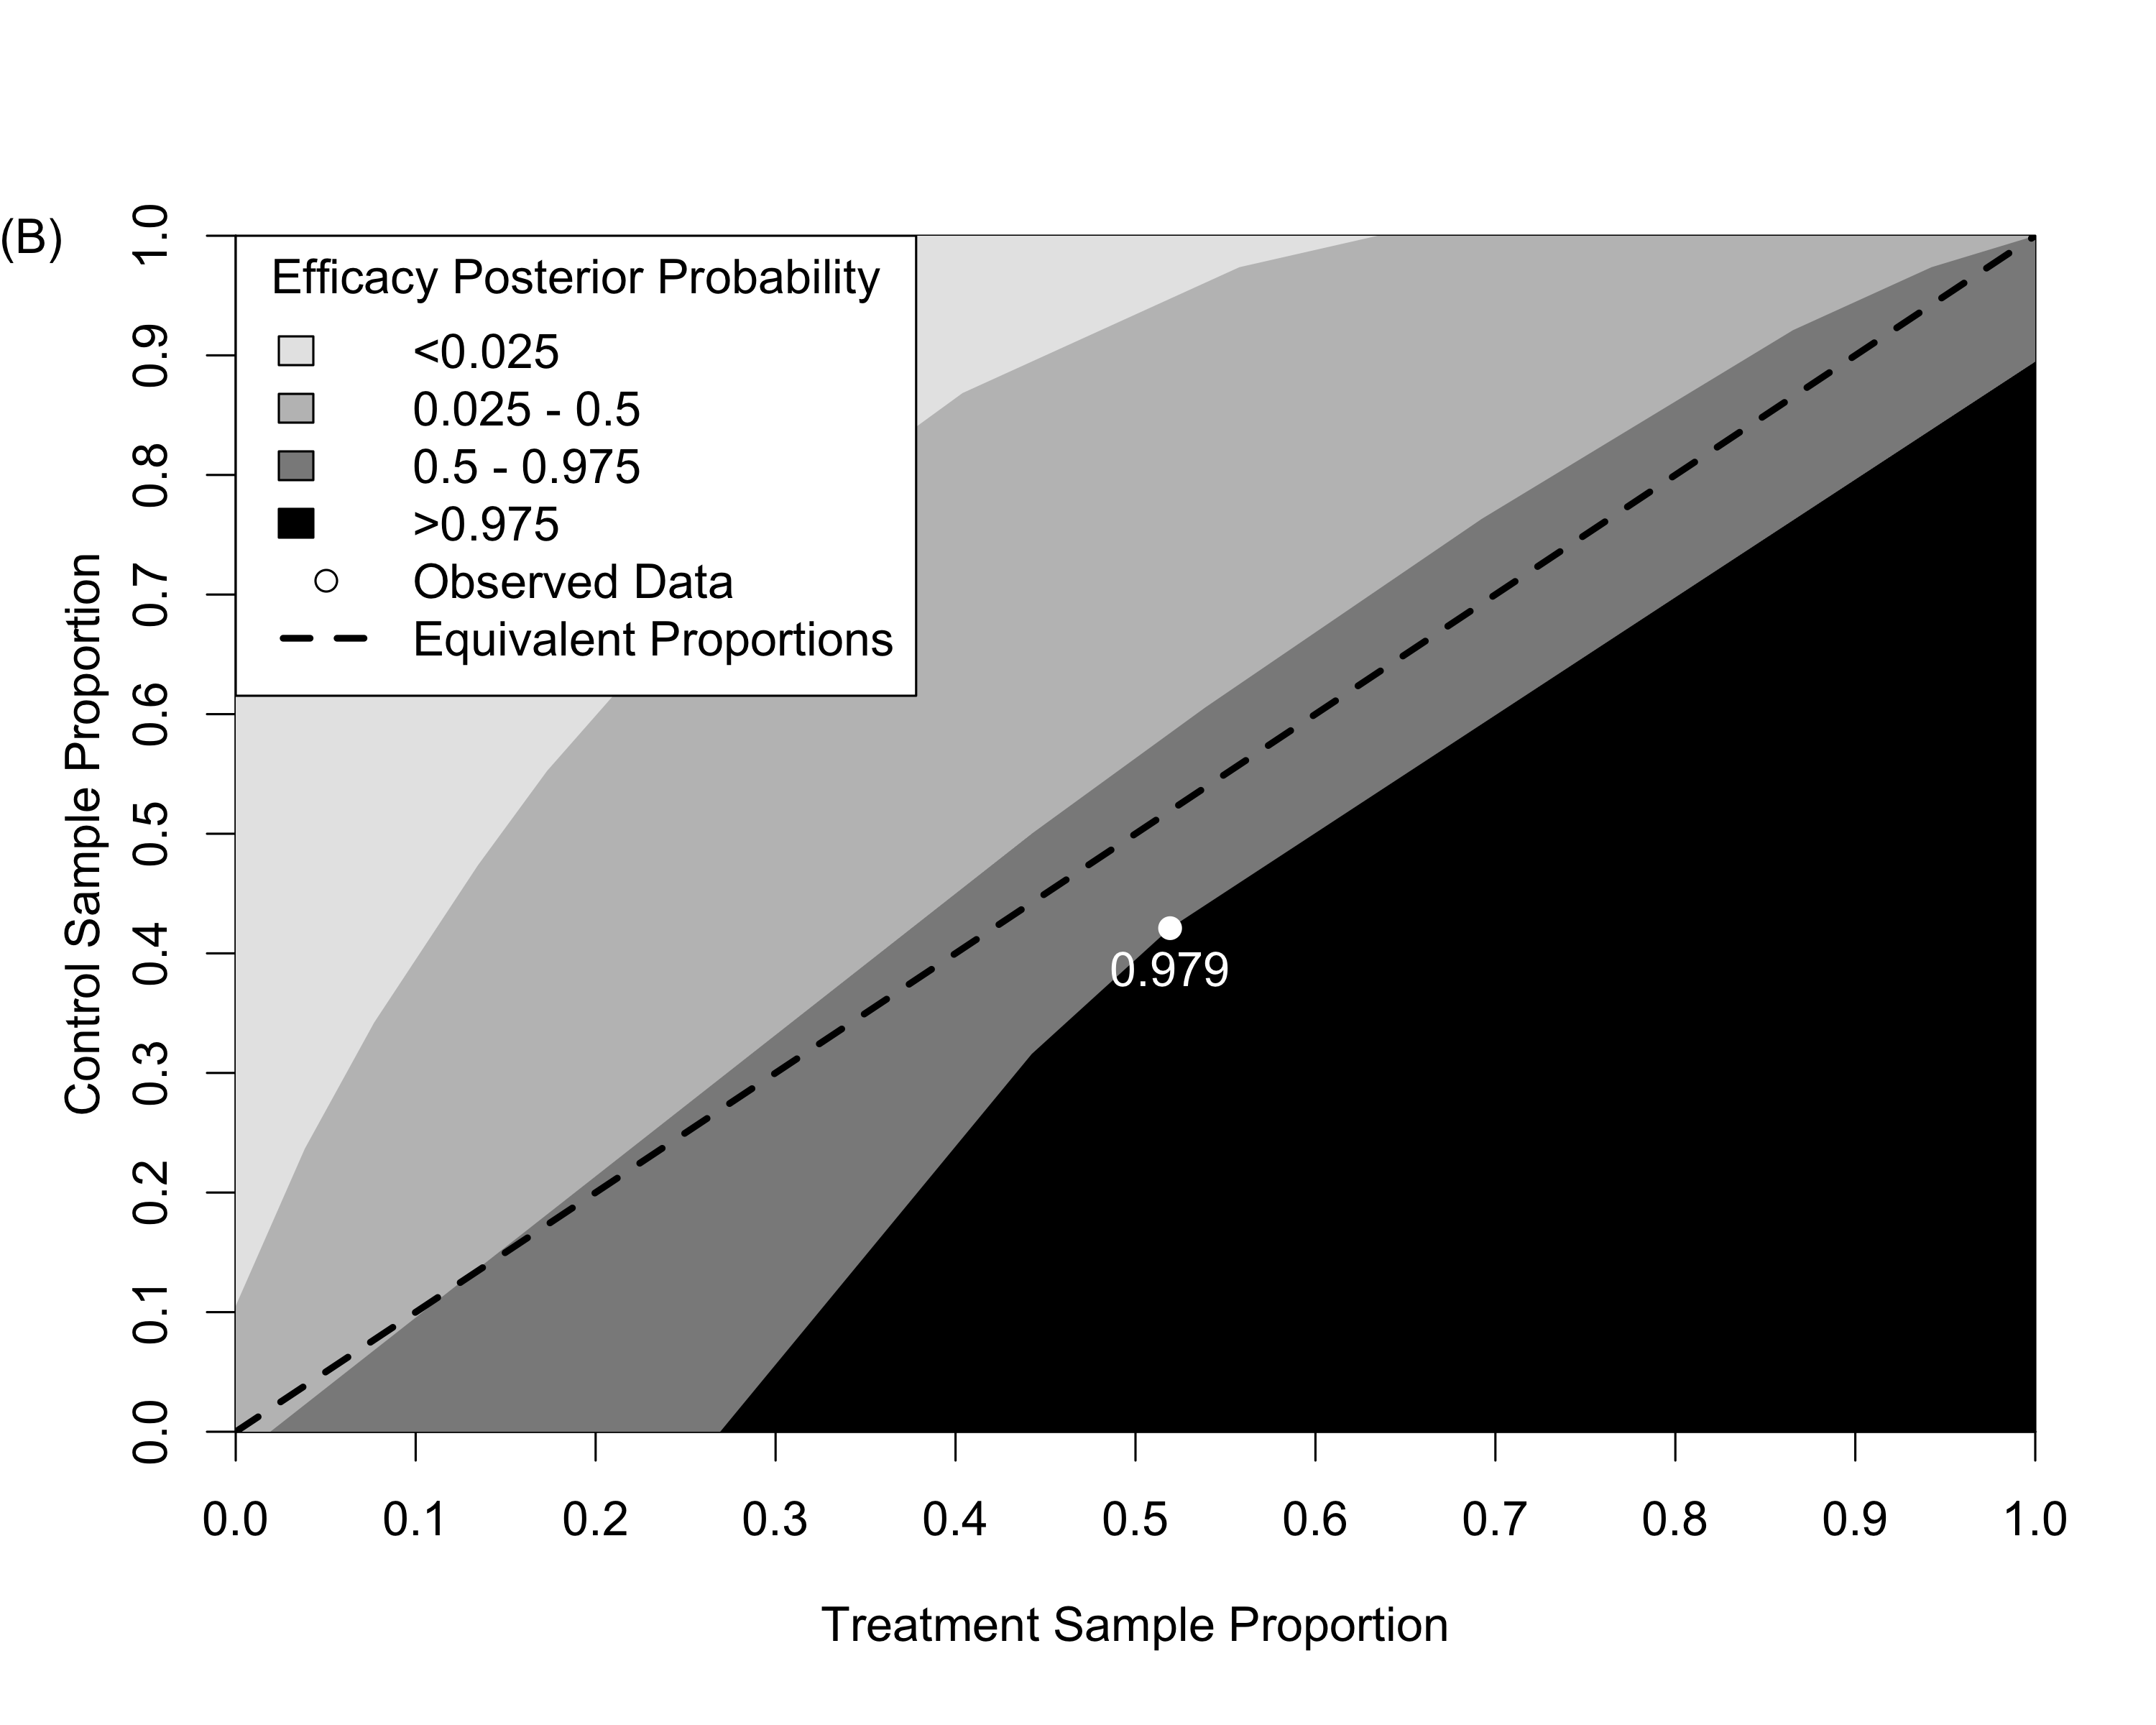 (B)
Efficacy Posterior Probability
<0.025
0.025 - 0.5
0.5 - 0.975
>0.975
Observed Data
Equivalent Proportions
Control Sample Proportion
1.0
0.9
0.8
0.7
0.6
0.5
0.4
0.3
0.2
0.1
0.0
0.979
0.0 0.1 0.2 0.3 0.4 0.5 0.6 0.7 0.8 0.9 1.0
Treatment Sample Proportion